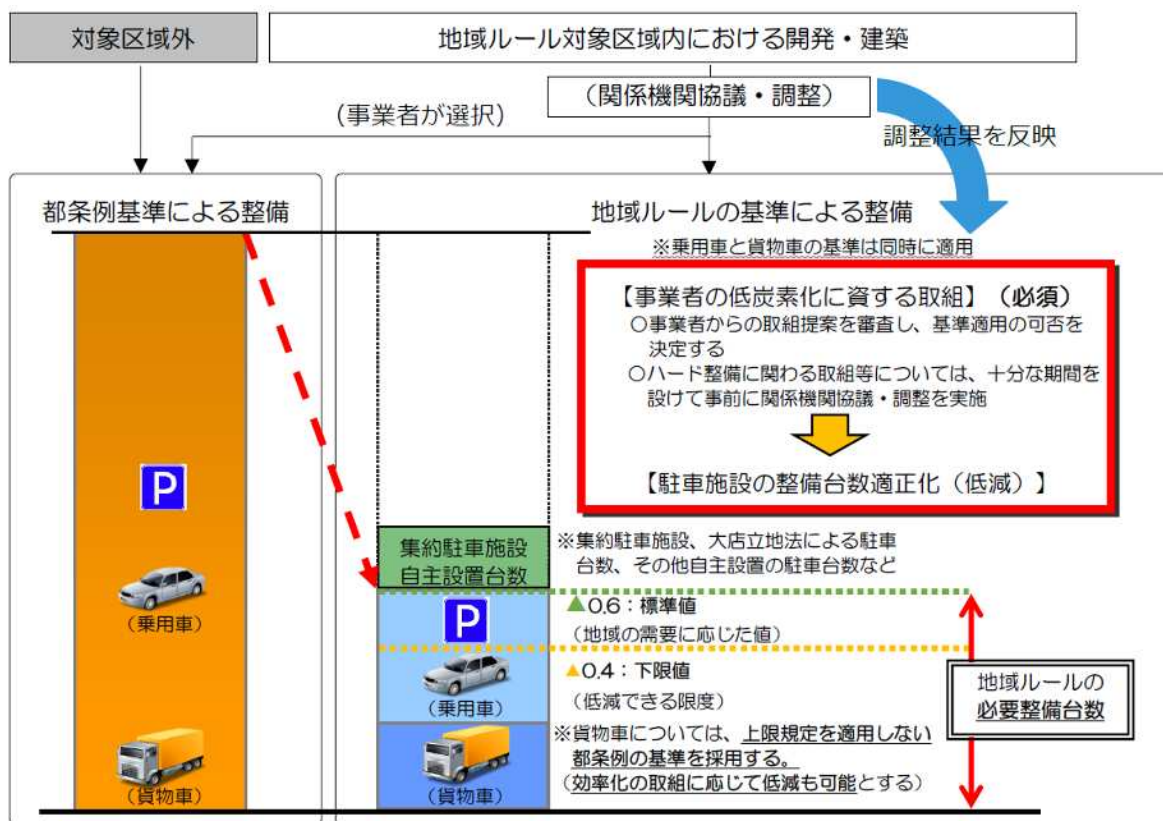 対象区域外
地域ルール対象区域内における開発・建築
(関係機関協議・調整)
(事業者が選択)
調整結果を反映
都条例基準による整備
地域ルールの基準による整備
※乗用車と貨物車の基準は同時に適用
【事業者の低炭素化に資する取組】（必須）
○事業者からの取組提案を審査し、基準適用の可否を
決定する
○ハード整備に関わる取組等については、十分な期間を
設けて事前に関係機関協議・調整を実施
【駐車施設の整備台数適正化（低減）】
P
(乗用車)
(貨物車)
集約駐車施設
自主設置台数
※集約駐車施設、大店立地法による駐車
台数、その他自主設置の駐車台数など
P
(乗用車)
(貨物車)
▲0.6：標準値
(地域の需要に応じた値)
▲0.4：下限値
(低減できる限度)
※貨物車については、上限規定を適用しない
都条例の基準を採用する。
(効率化の取組に応じて低減も可能とする)
地域ルールの
必要整備台数